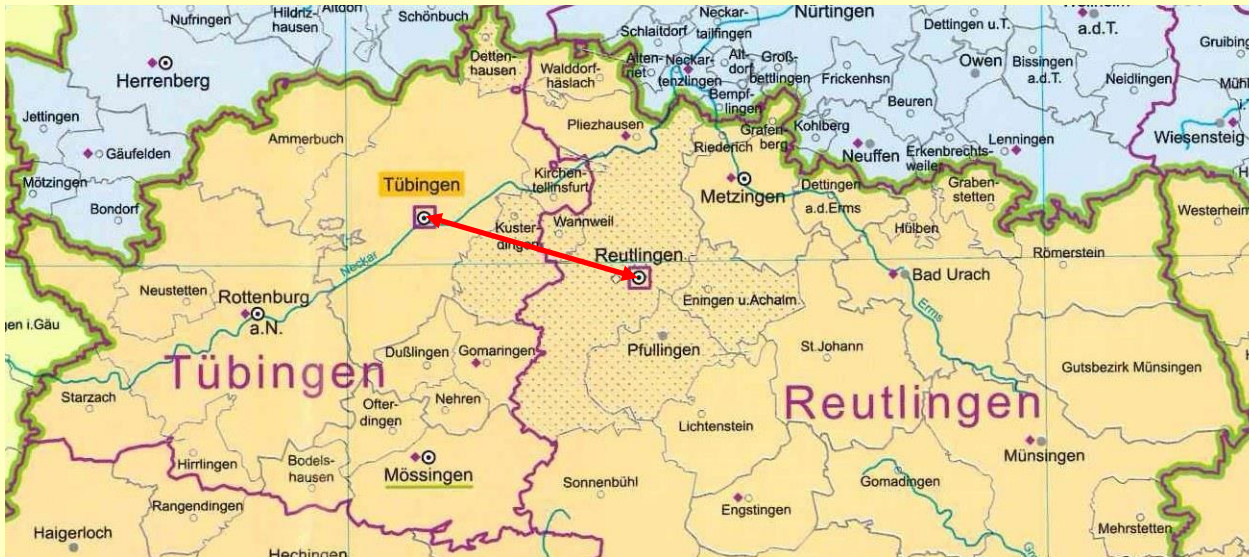 Nufringen
Hildriz-
hausen
Altdorf
Schönbuch
Herrenberg
Jettingen
Gäufelden
Mötzingen
Bondorf
Ammerbuch
Detten-
hausen
Walddorf-
häslach
Pliezhausen
Kirchen-
tellinsfurt
Schlaitdorf
Neckar-
tailfingen
Alten-
riet
Neckar-
tenzlingen
Alt-
dorf
Groß-
bettlingen
Bempf-
lingen
Nürtingen
Frickenhsn
Grafen-
berg
Riederich
Kohlberg
Neuffen
Beuren
Owen
Dettingen u.T.
Bissingen
a.d.T.
a.d.T.
Neidlingen
Erkenbrechts-
weiler
Lenningen
Wiesensteig
Westerheim
Tübingen
Kuster-
dingen
Wannweil
Reutlingen
Metzingen
Dettingen
a.d.Erms
Hülben
Graben-
stetten
Römerstein
Bad Urach
Erms
Neckar
Neustetten
Rottenburg
a.N.
en i.Gäu
Starzach
Tübingen
Dußlingen
Gomaringen
Nehren
Ofter-
dingen
Mössingen
Hirrlingen
Bodels-
hausen
Rangendingen
Haigerloch
Hechingen
Eningen u.Achalm
Pfullingen
St.Johann
Gutsbezirk Münsingen
Reutlingen
Lichtenstein
Münsingen
Sonnenbühl
Engstingen
Gomadingen
Mehrstetten